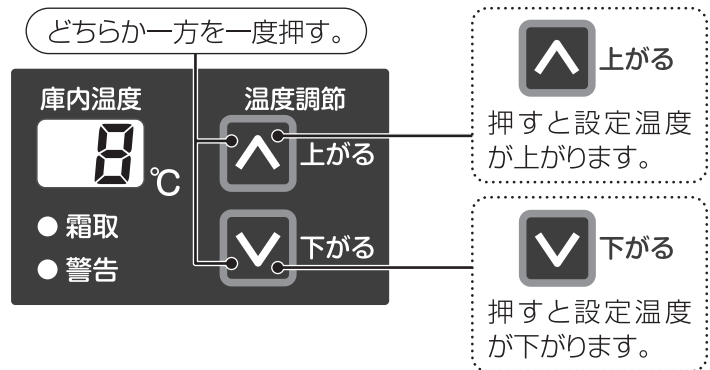 どちらか一方を一度押す。
庫内温度
温度調節
8℃
上がる
霜取
下がる
警告
上がる
押すと設定温度
が上がります。
下がる
押すと設定温度
が下がります。